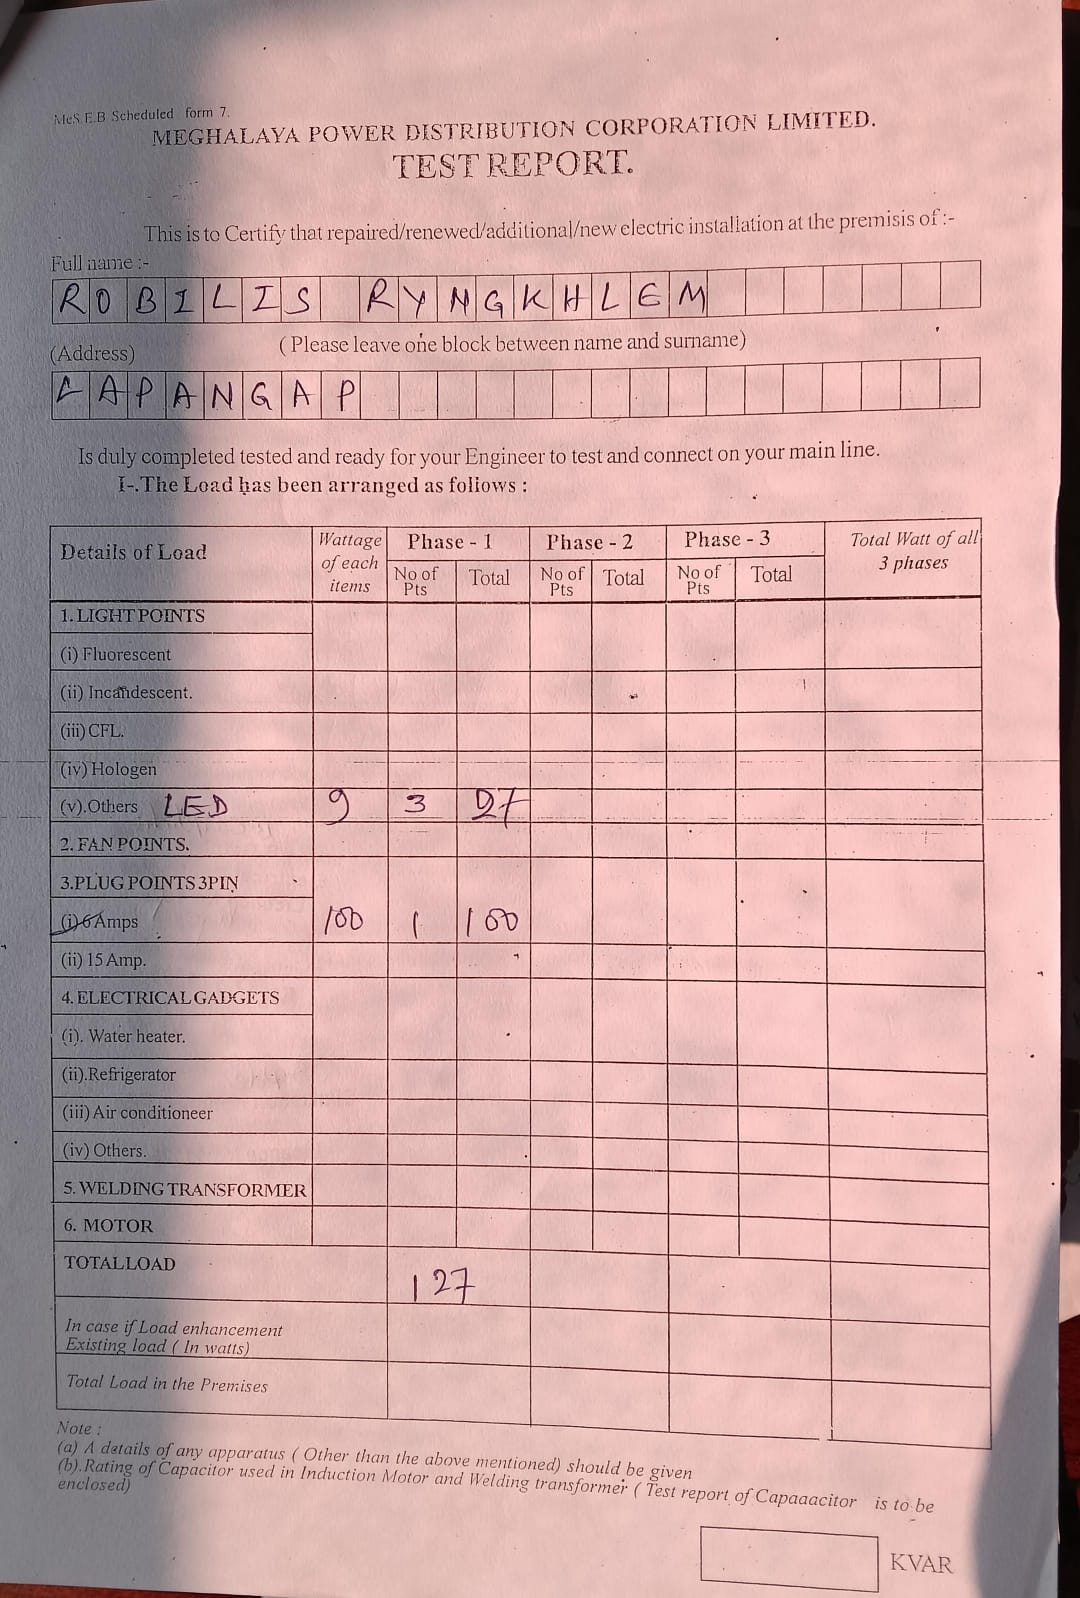 MeS.E.B Scheduled form 7.
MEGHALAYA POWER DISTRIBUTION CORPORATION LIMITED.
TEST REPORT.
This is to Certify that repaired/renewed/additional/new electric installation at the premisis of :-
Full name :-
ROBILIS RYNGKHLEM
(Address) ( Please leave one block between name and surname)
LAPANGAP
Is duly completed tested and ready for your Engineer to test and connect on your main line.
I-.The Load has been arranged as follows :
Details of Load Wattage of each items Phase - 1 Phase - 2 Phase - 3 Total Watt of all 3 phases
No of Pts Total No of Pts Total No of Pts Total
1. LIGHT POINTS
(i) Fluorescent
(ii) Incandescent.
(iii) CFL.
(iv) Hologen
(v).Others LED 9 3 27
2. FAN POINTS.
3.PLUG POINTS 3PIN
(i) 6 Amps 100 1 100
(ii) 15 Amp.
4. ELECTRICAL GADGETS
(i). Water heater.
(ii).Refrigerator
(iii) Air conditioneer
(iv) Others.
5. WELDING TRANSFORMER
6. MOTOR
TOTAL LOAD 127
In case if Load enhancement
Existing load ( In watts)
Total Load in the Premises
Note :
(a) A details of any apparatus ( Other than the above mentioned) should be given
(b).Rating of Capacitor used in Induction Motor and Welding transformer ( Test report of Capaaacitor is to be
enclosed)
KVAR